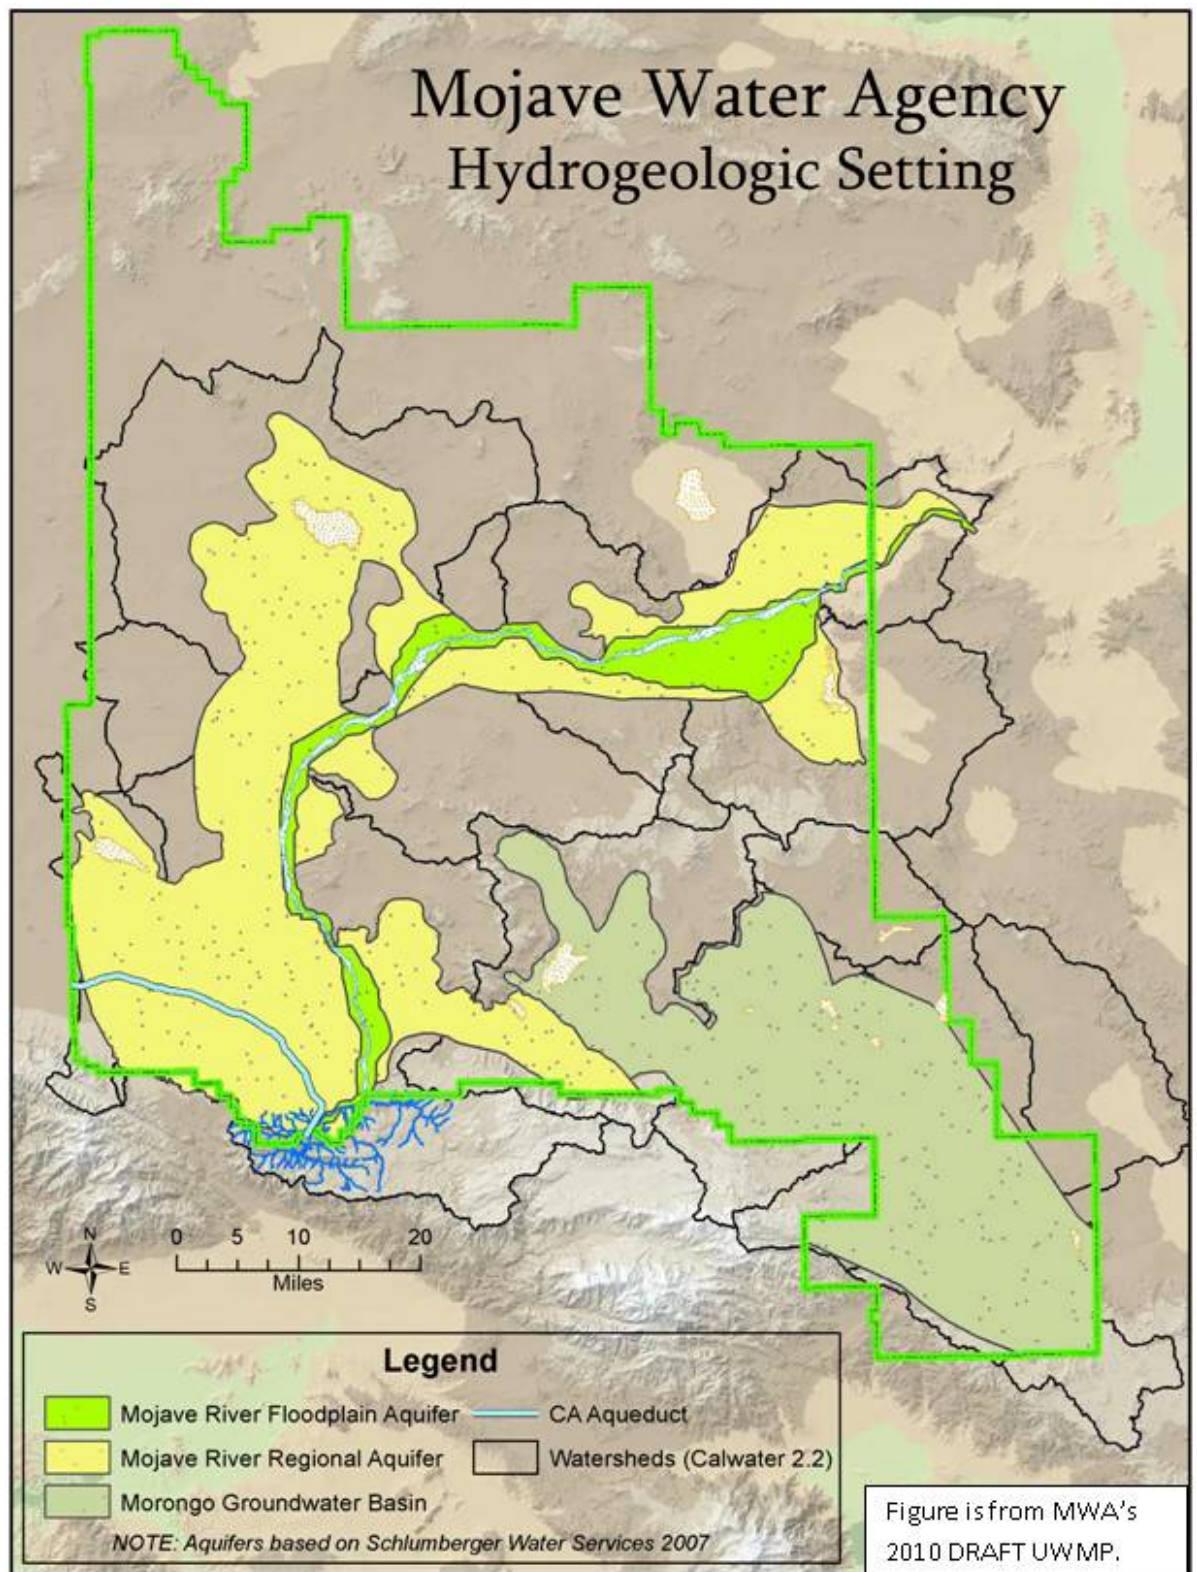 Mojave Water Agency
Hydrogeologic Setting
N
W E
S
0 5 10 20
Miles
Legend
Mojave River Floodplain Aquifer
Mojave River Regional Aquifer
Morongo Groundwater Basin
CA Aqueduct
Watersheds (Calwater 2.2)
NOTE: Aquifers based on Schlumberger Water Services 2007
Figure is from MWA's
2010 DRAFT UWMP.